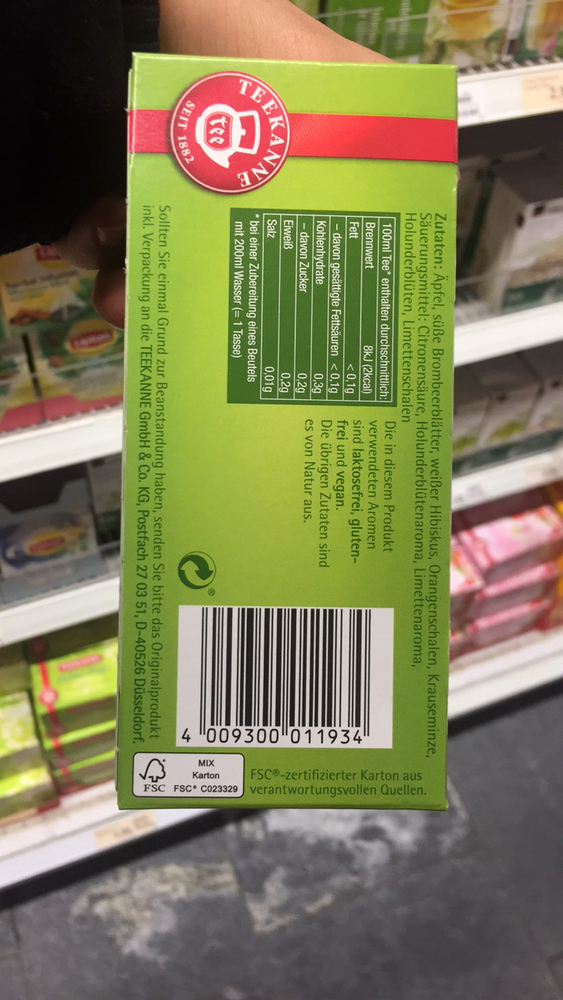 TEEKANNE
tee
SEIT 1882
Zutaten: Äpfel, süße Brombeerblätter, weißer Hibiskus, Orangenschalen, Krauseminze,
Säuerungsmittel: Citronensäure, Holunderblütenaroma, Limettenaroma,
Holunderblüten, Limettenschalen
100ml Tee* enthalten durchschnittlich:
Brennwert 8kJ (2kcal)
Fett <0,1g
- davon gesättigte Fettsäuren <0,1g
Kohlenhydrate 0,3g
- davon Zucker 0,2g
Eiweiß 0,2g
Salz 0,01g
* bei einer Zubereitung eines Beutels
mit 200ml Wasser (= 1 Tasse)
Die in diesem Produkt
verwendeten Aromen
sind laktosefrei, gluten-
frei und vegan.
Die übrigen Zutaten sind
es von Natur aus.
Sollten Sie einmal Grund zur Beanstandung haben, senden Sie bitte das Originalprodukt
inkl. Verpackung an die TEEKANNE GmbH & Co. KG, Postfach 27 03 51, D-40526 Düsseldorf.
®
4 009300 011934
FSC
MIX
Karton
FSC® C023329
FSC®-zertifizierter Karton aus
verantwortungsvollen Quellen.
Lipton